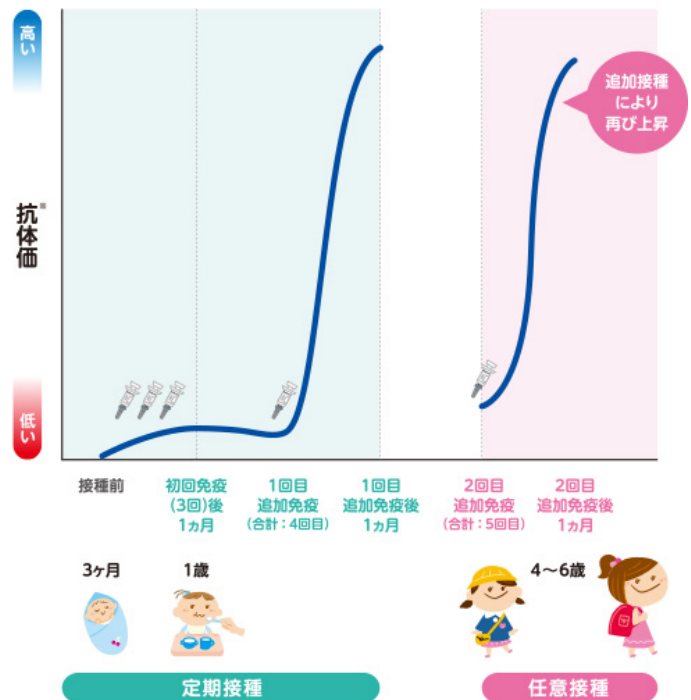 高い
追加接種
により
再び上昇
抗体価※
低い
接種前
初回免疫
(3回)後
1ヵ月
1回目
追加免疫
(合計：4回目)
1回目
追加免疫後
1ヵ月
2回目
追加免疫
(合計：5回目)
2回目
追加免疫後
1ヵ月
3ヶ月
1歳
4～6歳
定期接種
任意接種